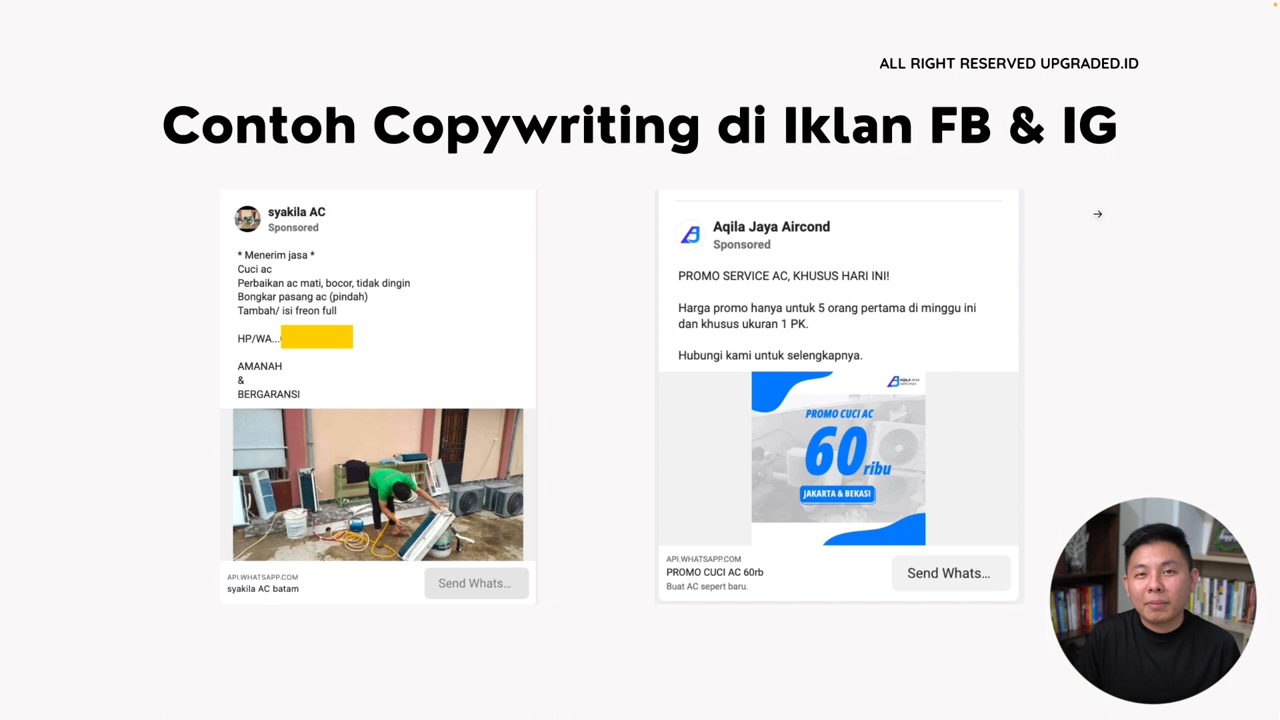 ALL RIGHT RESERVED UPGRADED.ID
Contoh Copywriting di Iklan FB & IG
syakila AC
Sponsored
* Menerim jasa *
Cuci ac
Perbaikan ac mati, bocor, tidak dingin
Bongkar pasang ac (pindah)
Tambah/ isi freon full
HP/WA...
AMANAH
&
BERGARANSI
API.WHATSAPP.COM
syakila AC batam
Send Whats...
Aqila Jaya Aircond
Sponsored
PROMO SERVICE AC, KHUSUS HARI INI!
Harga promo hanya untuk 5 orang pertama di minggu ini
dan khusus ukuran 1 PK.
Hubungi kami untuk selengkapnya.
AQILA JAYA
AIRCOND
PROMO CUCI AC
60 ribu
JAKARTA & BEKASI
API.WHATSAPP.COM
PROMO CUCI AC 60rb
Buat AC sepert baru.
Send Whats...